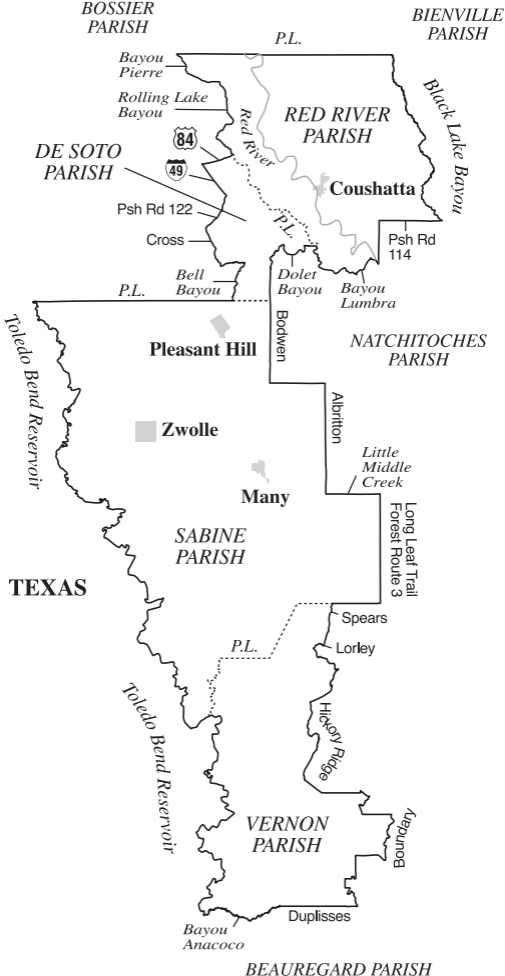 BOSSIER
PARISH
BIENVILLE
PARISH
P.L.
Bayou
Pierre
Rolling Lake
Bayou
84
49
Red River
RED RIVER
PARISH
Black Lake Bayou
DE SOTO
PARISH
Coushatta
Psh Rd 122
Cross
P.L.
Psh Rd
114
Bell
Bayou
Dolet
Bayou
Bayou
Lumbra
P.L.
Toledo Bend Reservoir
Pleasant Hill
Bodwen
NATCHITOCHES
PARISH
Zwolle
Albritton
Many
Little
Middle
Creek
SABINE
PARISH
Long Leaf Trail
Forest Route 3
TEXAS
Spears
P.L.
Lorley
Toledo Bend Reservoir
Hickory Ridge
VERNON
PARISH
Boundary
Duplisses
Bayou
Anacoco
BEAUREGARD PARISH